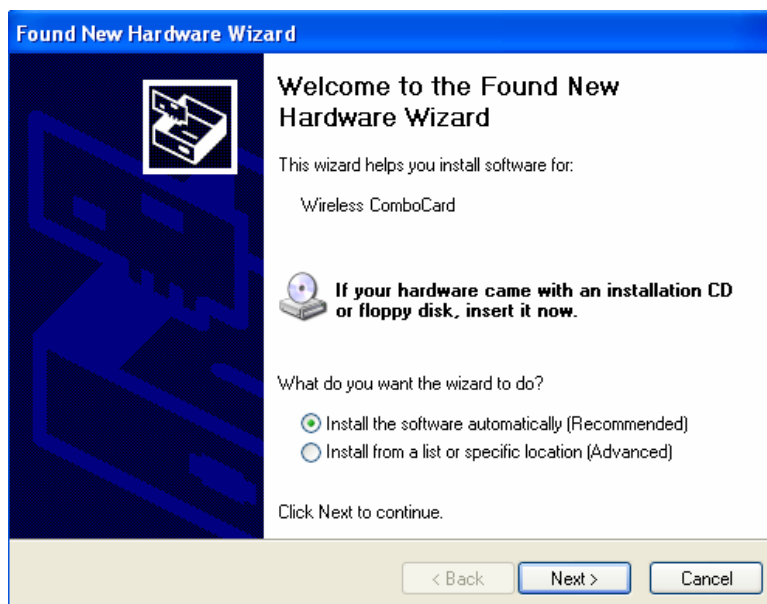 Found New Hardware Wizard
Welcome to the Found New
Hardware Wizard
This wizard helps you install software for:
Wireless ComboCard
If your hardware came with an installation CD
or floppy disk, insert it now.
What do you want the wizard to do?
Install the software automatically (Recommended)
Install from a list or specific location (Advanced)
Click Next to continue.
< Back Next > Cancel